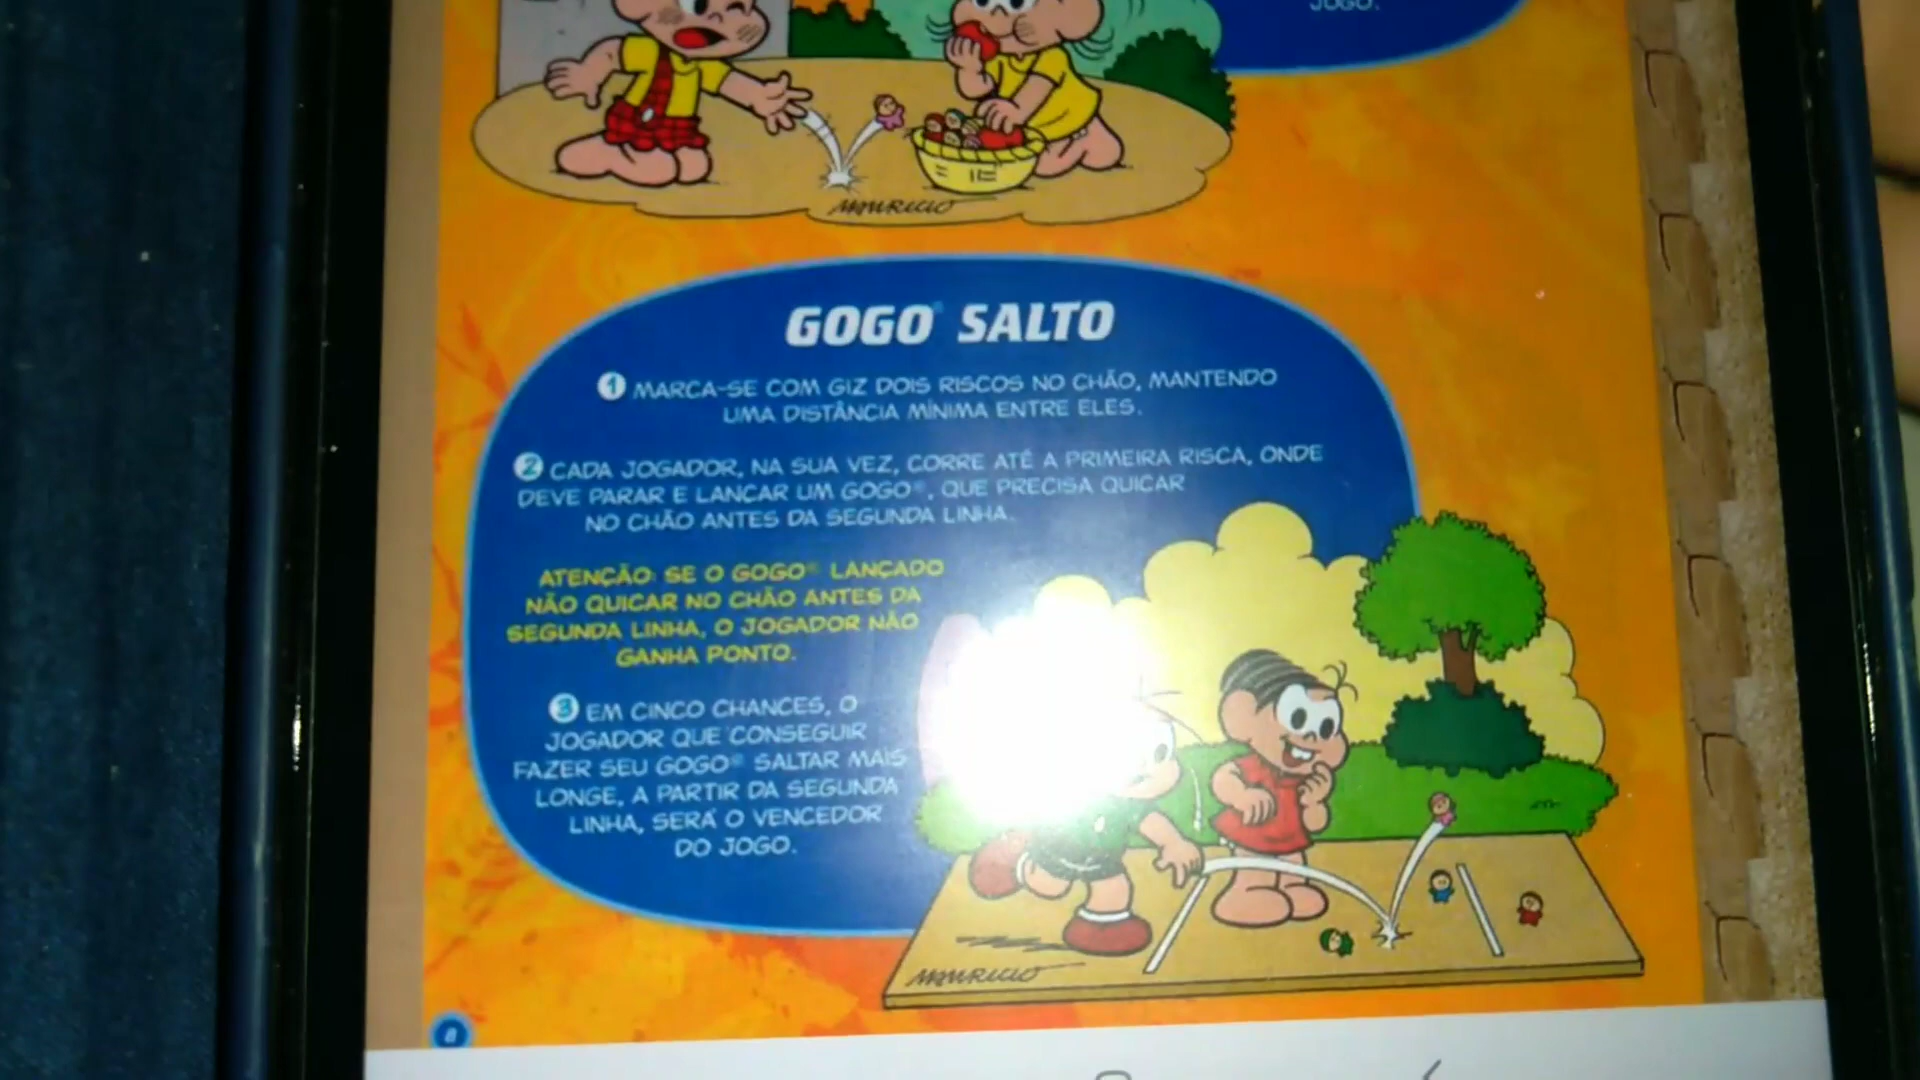 JOGO.
MAURICIO
GOGO® SALTO
1 MARCA-SE COM GIZ DOIS RISCOS NO CHÃO, MANTENDO
UMA DISTÂNCIA MÍNIMA ENTRE ELES.
2 CADA JOGADOR, NA SUA VEZ, CORRE ATÉ A PRIMEIRA RISCA, ONDE
DEVE PARAR E LANÇAR UM GOGO®, QUE PRECISA QUICAR
NO CHÃO ANTES DA SEGUNDA LINHA.
ATENÇÃO: SE O GOGO® LANÇADO
NÃO QUICAR NO CHÃO ANTES DA
SEGUNDA LINHA, O JOGADOR NÃO
GANHA PONTO.
3 EM CINCO CHANCES, O
JOGADOR QUE CONSEGUIR
FAZER SEU GOGO® SALTAR MAIS
LONGE, A PARTIR DA SEGUNDA
LINHA, SERÁ O VENCEDOR
DO JOGO.
MAURICIO